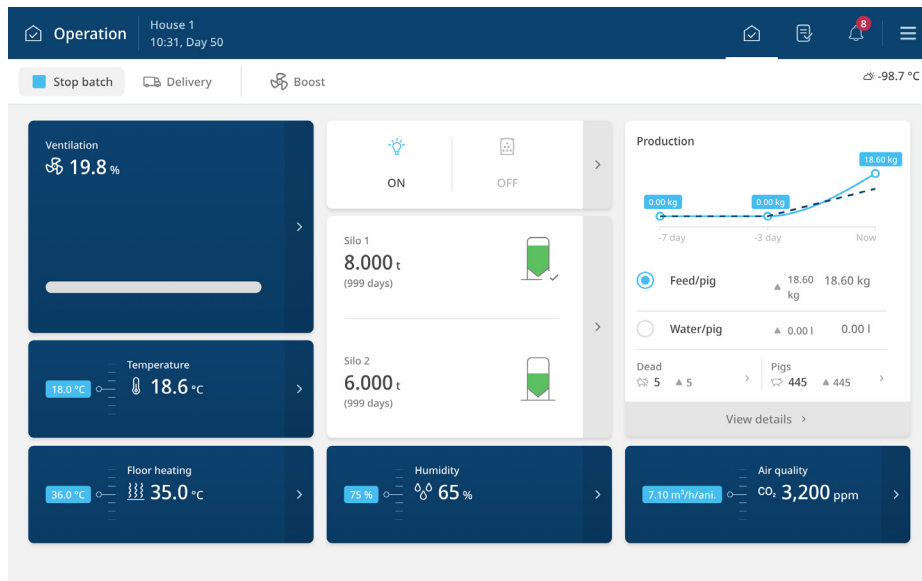 Operation
House 1
10:31, Day 50
8
Stop batch
Delivery
Boost
-98.7 °C
Ventilation
19.8 %
ON
OFF
Silo 1
8.000 t
(999 days)
Silo 2
6.000 t
(999 days)
Production
18.60 kg
0.00 kg
0.00 kg
-7 day
-3 day
Now
Feed/pig
18.60 kg
18.60 kg
Water/pig
0.00 l
0.00 l
Dead
5
5
Pigs
445
445
View details
Temperature
18.0 °C
18.6 °C
Floor heating
36.0 °C
35.0 °C
Humidity
75 %
65 %
Air quality
7.10 m³/h/ani.
CO₂ 3,200 ppm